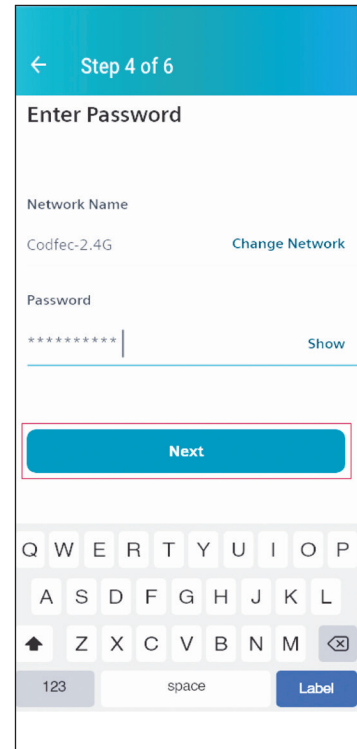 Step 4 of 6
Enter Password
Network Name
Codfec-2.4G Change Network
Password
********** Show
Next
Q W E R T Y U I O P
A S D F G H J K L
Z X C V B N M
123 space Label